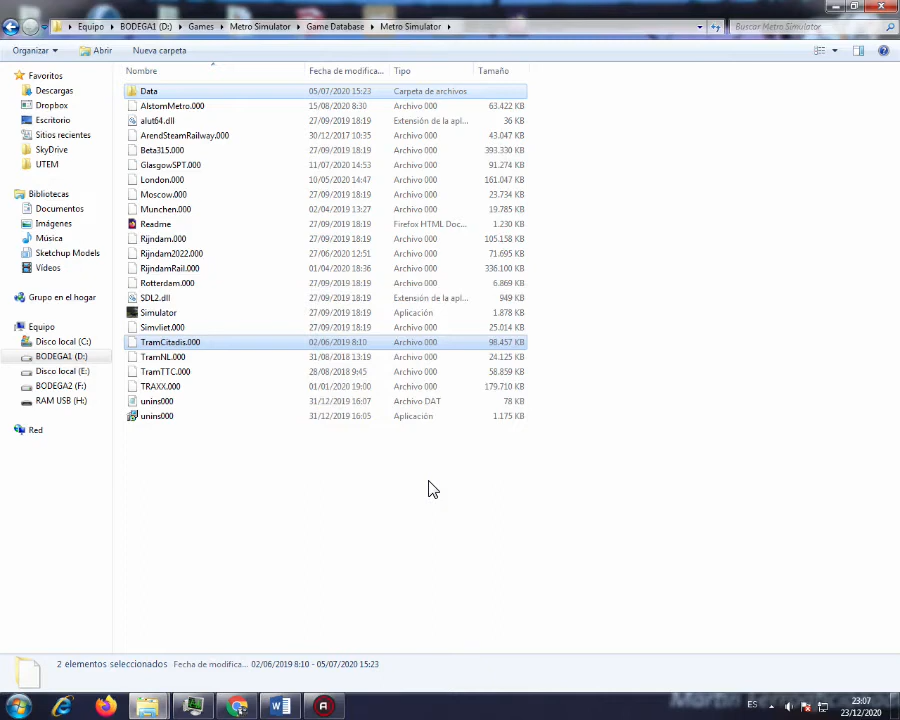 Equipo ▸ BODEGA1 (D:) ▸ Games ▸ Metro Simulator ▸ Game Database ▸ Metro Simulator ▸
Buscar Metro Simulator
Organizar ▾ Abrir Nueva carpeta
Nombre Fecha de modifica... Tipo Tamaño
Favoritos
Descargas
Dropbox
Escritorio
Sitios recientes
SkyDrive
UTEM
Bibliotecas
Documentos
Imágenes
Música
Sketchup Models
Vídeos
Grupo en el hogar
Equipo
Disco local (C:)
BODEGA1 (D:)
Disco local (E:)
BODEGA2 (F:)
RAM USB (H:)
Red
Data 05/07/2020 15:23 Carpeta de archivos
AlstomMetro.000 15/08/2020 8:30 Archivo 000 63.422 KB
alut64.dll 27/09/2019 18:19 Extensión de la apl... 36 KB
ArendSteamRailway.000 30/12/2017 10:35 Archivo 000 43.047 KB
Beta315.000 27/09/2019 18:19 Archivo 000 393.330 KB
GlasgowSPT.000 11/07/2020 14:53 Archivo 000 91.274 KB
London.000 10/05/2020 14:47 Archivo 000 161.047 KB
Moscow.000 27/09/2019 18:19 Archivo 000 23.734 KB
Munchen.000 02/04/2019 13:27 Archivo 000 19.785 KB
Readme 27/09/2019 18:19 Firefox HTML Doc... 1.230 KB
Rijndam.000 27/09/2019 18:19 Archivo 000 105.158 KB
Rijndam2022.000 27/06/2020 12:51 Archivo 000 71.695 KB
RijndamRail.000 01/04/2020 18:36 Archivo 000 336.100 KB
Rotterdam.000 27/09/2019 18:19 Archivo 000 6.869 KB
SDL2.dll 27/09/2019 18:19 Extensión de la apl... 949 KB
Simulator 27/09/2019 18:19 Aplicación 1.878 KB
Simvliet.000 27/09/2019 18:19 Archivo 000 25.014 KB
TramCitadis.000 02/06/2019 8:10 Archivo 000 98.457 KB
TramNL.000 31/08/2018 13:19 Archivo 000 24.125 KB
TramTTC.000 28/08/2018 9:45 Archivo 000 58.859 KB
TRAXX.000 01/01/2020 19:00 Archivo 000 179.710 KB
unins000 31/12/2019 16:07 Archivo DAT 78 KB
unins000 31/12/2019 16:05 Aplicación 1.175 KB
2 elementos seleccionados Fecha de modifica... 02/06/2019 8:10 - 05/07/2020 15:23
ES
23:07
23/12/2020